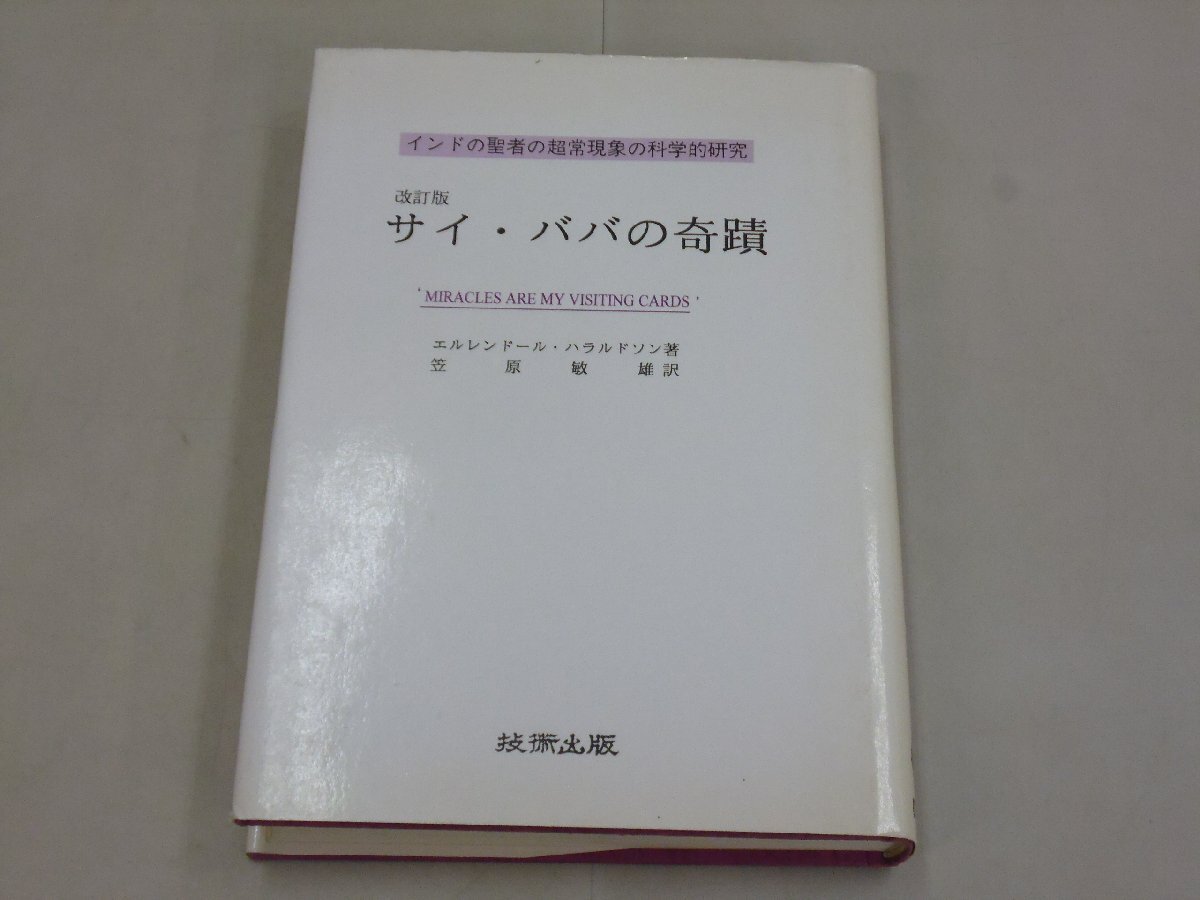 インドの聖者の超常現象の科学的研究
改訂版
サイ・ババの奇蹟
‘MIRACLES ARE MY VISITING CARDS’
エルレンドール・ハラルドソン著
笠原敏雄訳
技術出版